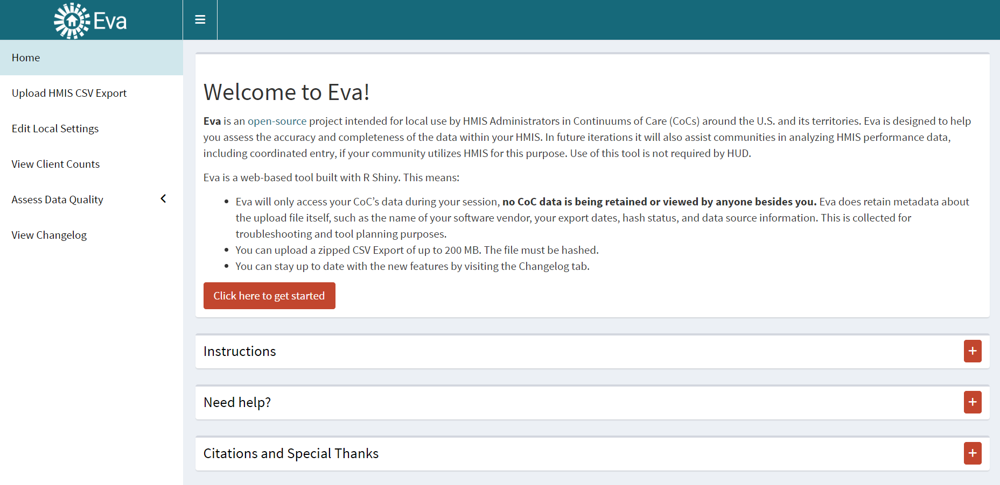 Eva
Home
Upload HMIS CSV Export
Edit Local Settings
View Client Counts
Assess Data Quality
View Changelog
Welcome to Eva!
Eva is an open-source project intended for local use by HMIS Administrators in Continuums of Care (CoCs) around the U.S. and its territories. Eva is designed to help
you assess the accuracy and completeness of the data within your HMIS. In future iterations it will also assist communities in analyzing HMIS performance data,
including coordinated entry, if your community utilizes HMIS for this purpose. Use of this tool is not required by HUD.
Eva is a web-based tool built with R Shiny. This means:
Eva will only access your CoC’s data during your session, no CoC data is being retained or viewed by anyone besides you. Eva does retain metadata about
the upload file itself, such as the name of your software vendor, your export dates, hash status, and data source information. This is collected for
troubleshooting and tool planning purposes.
You can upload a zipped CSV Export of up to 200 MB. The file must be hashed.
You can stay up to date with the new features by visiting the Changelog tab.
Click here to get started
Instructions
Need help?
Citations and Special Thanks